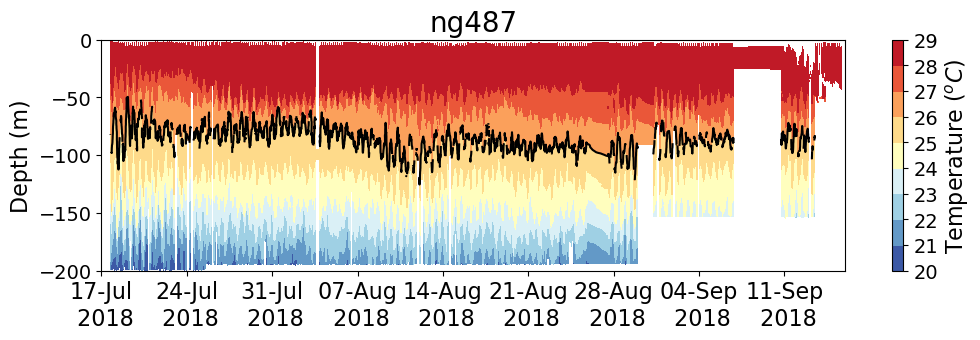 ng487
0
−50
−100
−150
−200
Depth (m)
17-Jul
2018
24-Jul
2018
31-Jul
2018
07-Aug
2018
14-Aug
2018
21-Aug
2018
28-Aug
2018
04-Sep
2018
11-Sep
2018
29
28
27
26
25
24
23
22
21
20
Temperature (°C)